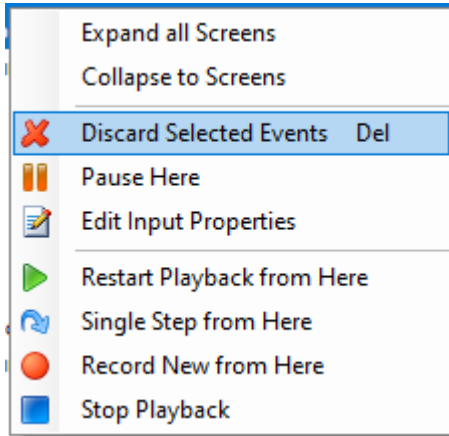 Expand all Screens
Collapse to Screens
Discard Selected Events Del
Pause Here
Edit Input Properties
Restart Playback from Here
Single Step from Here
Record New from Here
Stop Playback